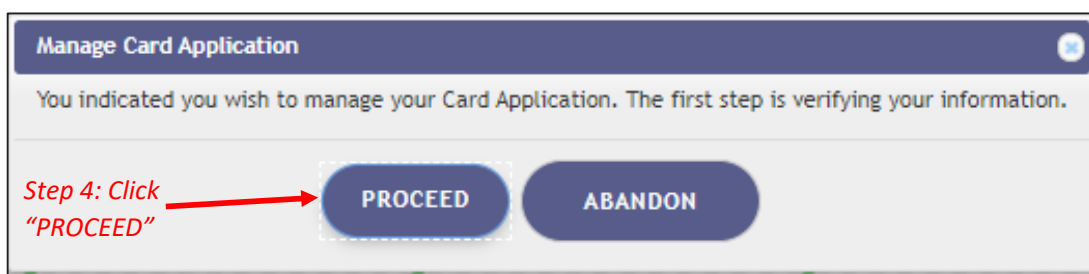 Manage Card Application
You indicated you wish to manage your Card Application. The first step is verifying your information.
Step 4: Click
“PROCEED”
PROCEED
ABANDON